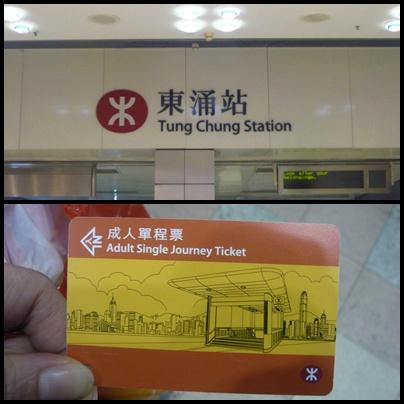 東涌站
Tung Chung Station
成人單程票
Adult Single Journey Ticket